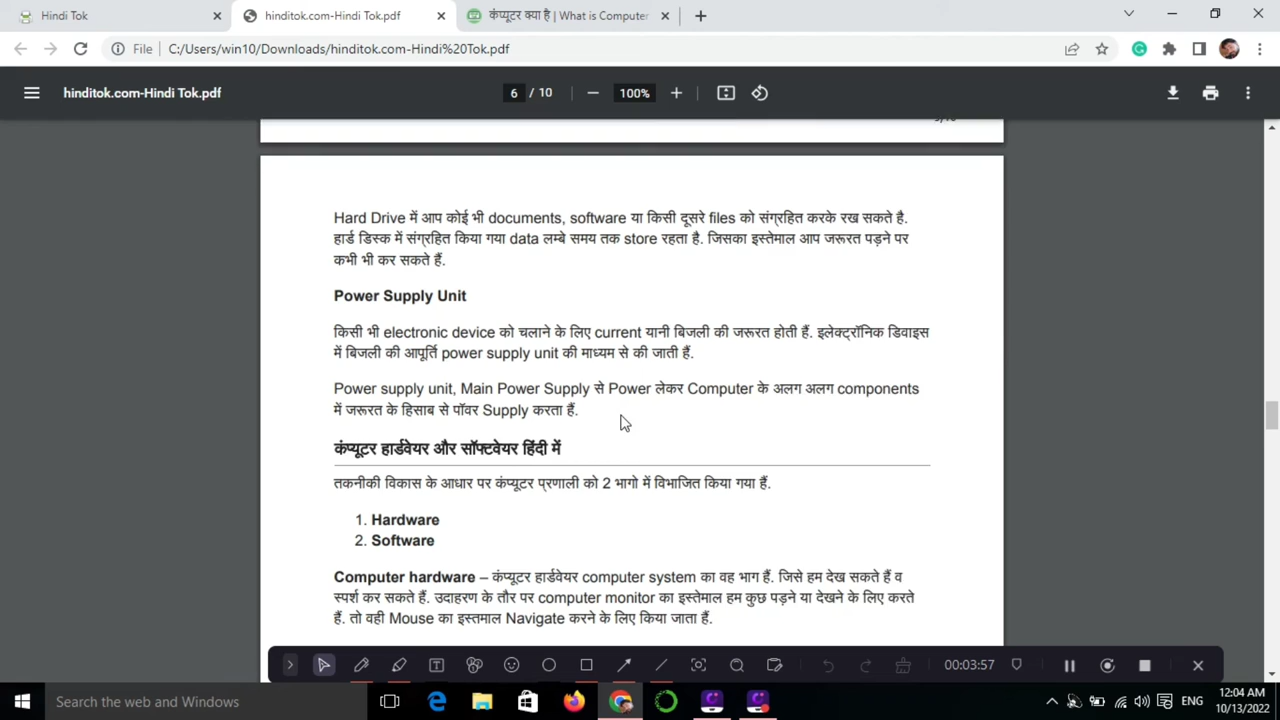 Hindi Tok
hinditok.com-Hindi Tok.pdf
कंप्यूटर क्या है | What is Computer
File
C:/Users/win10/Downloads/hinditok.com-Hindi%20Tok.pdf
hinditok.com-Hindi Tok.pdf
6 / 10
100%
Hard Drive में आप कोई भी documents, software या किसी दूसरे files को संग्रहित करके रख सकते है.
हार्ड डिस्क में संग्रहित किया गया data लम्बे समय तक store रहता है. जिसका इस्तेमाल आप जरूरत पड़ने पर
कभी भी कर सकते हैं.
Power Supply Unit
किसी भी electronic device को चलाने के लिए current यानी बिजली की जरूरत होती हैं. इलेक्ट्रॉनिक डिवाइस
में बिजली की आपूर्ति power supply unit की माध्यम से की जाती हैं.
Power supply unit, Main Power Supply से Power लेकर Computer के अलग अलग components
में जरूरत के हिसाब से पॉवर Supply करता हैं.
कंप्यूटर हार्डवेयर और सॉफ्टवेयर हिंदी में
तकनीकी विकास के आधार पर कंप्यूटर प्रणाली को 2 भागो में विभाजित किया गया हैं.
1. Hardware
2. Software
Computer hardware – कंप्यूटर हार्डवेयर computer system का वह भाग हैं. जिसे हम देख सकते हैं व
स्पर्श कर सकते हैं. उदाहरण के तौर पर computer monitor का इस्तेमाल हम कुछ पड़ने या देखने के लिए करते
हैं. तो वही Mouse का इस्तमाल Navigate करने के लिए किया जाता हैं.
00:03:57
Search the web and Windows
ENG
12:04 AM
10/13/2022